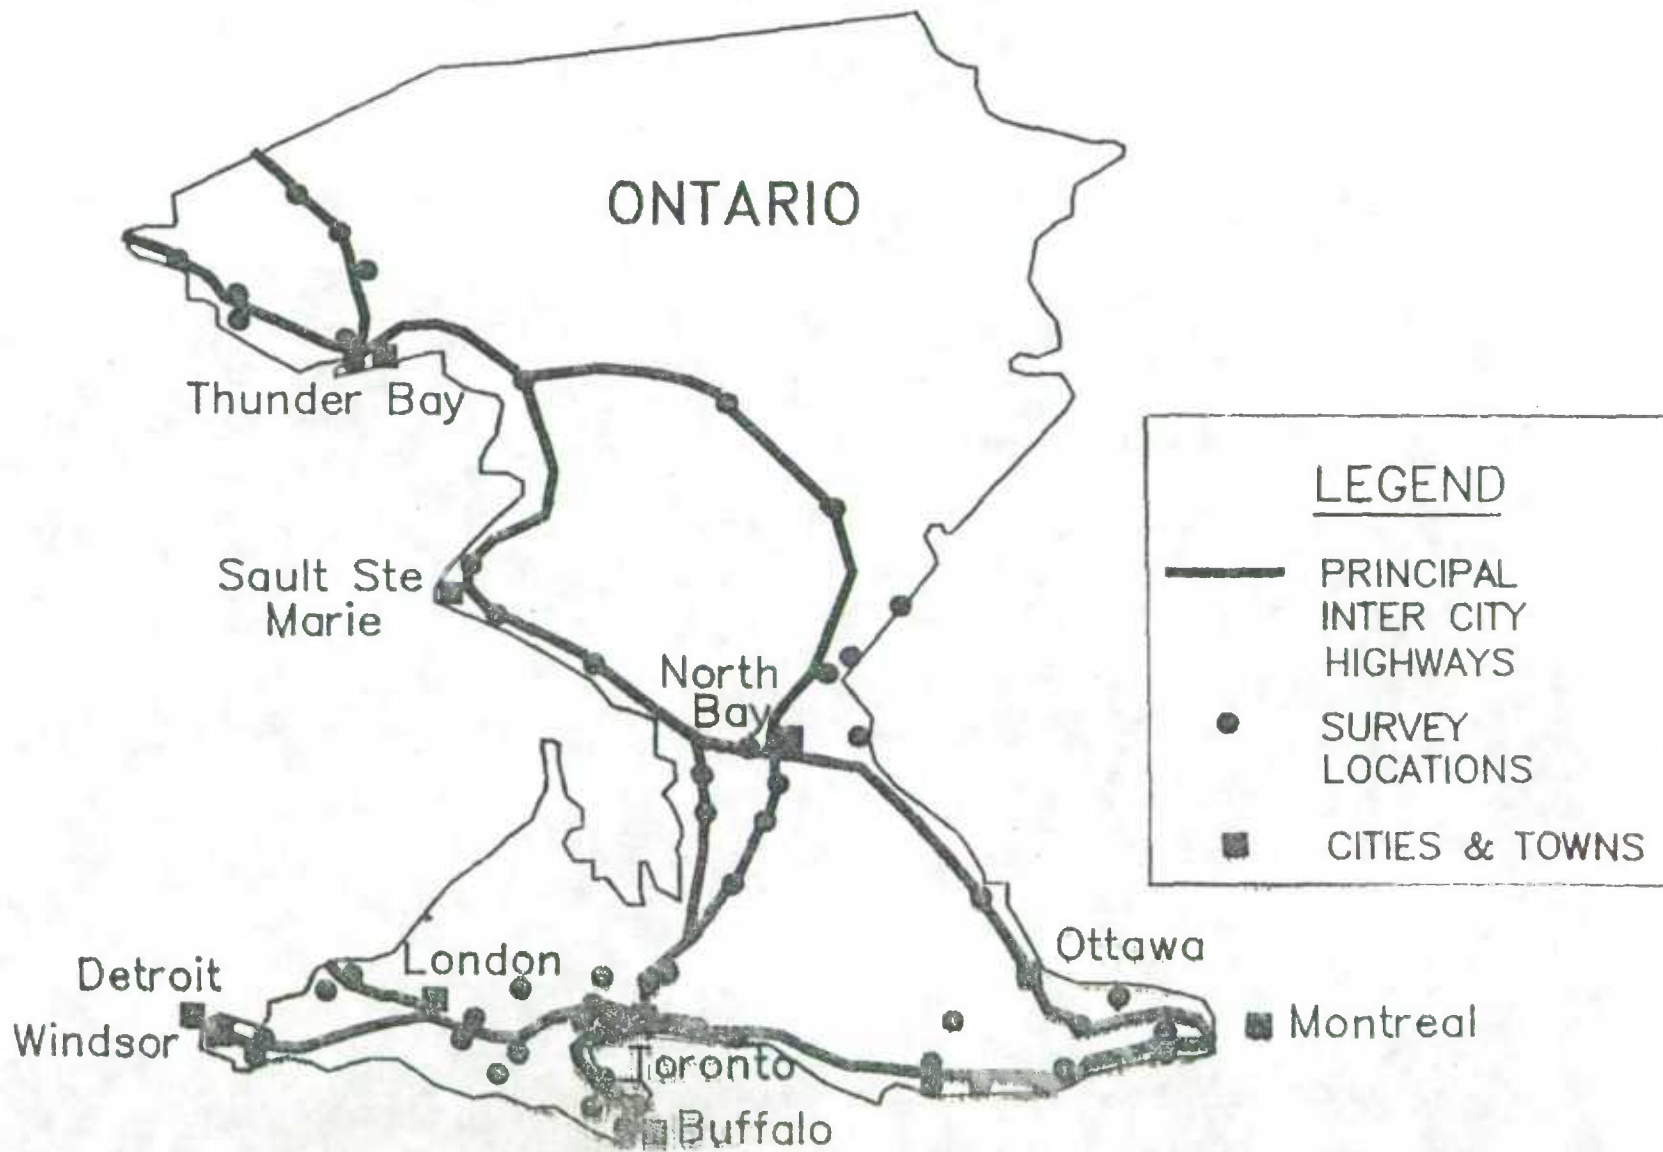 ONTARIO
Thunder Bay
Sault Ste
Marie
North
Bay
LEGEND
PRINCIPAL
INTER CITY
HIGHWAYS
SURVEY
LOCATIONS
CITIES & TOWNS
Ottawa
London
Detroit
Windsor
Montreal
Toronto
Buffalo